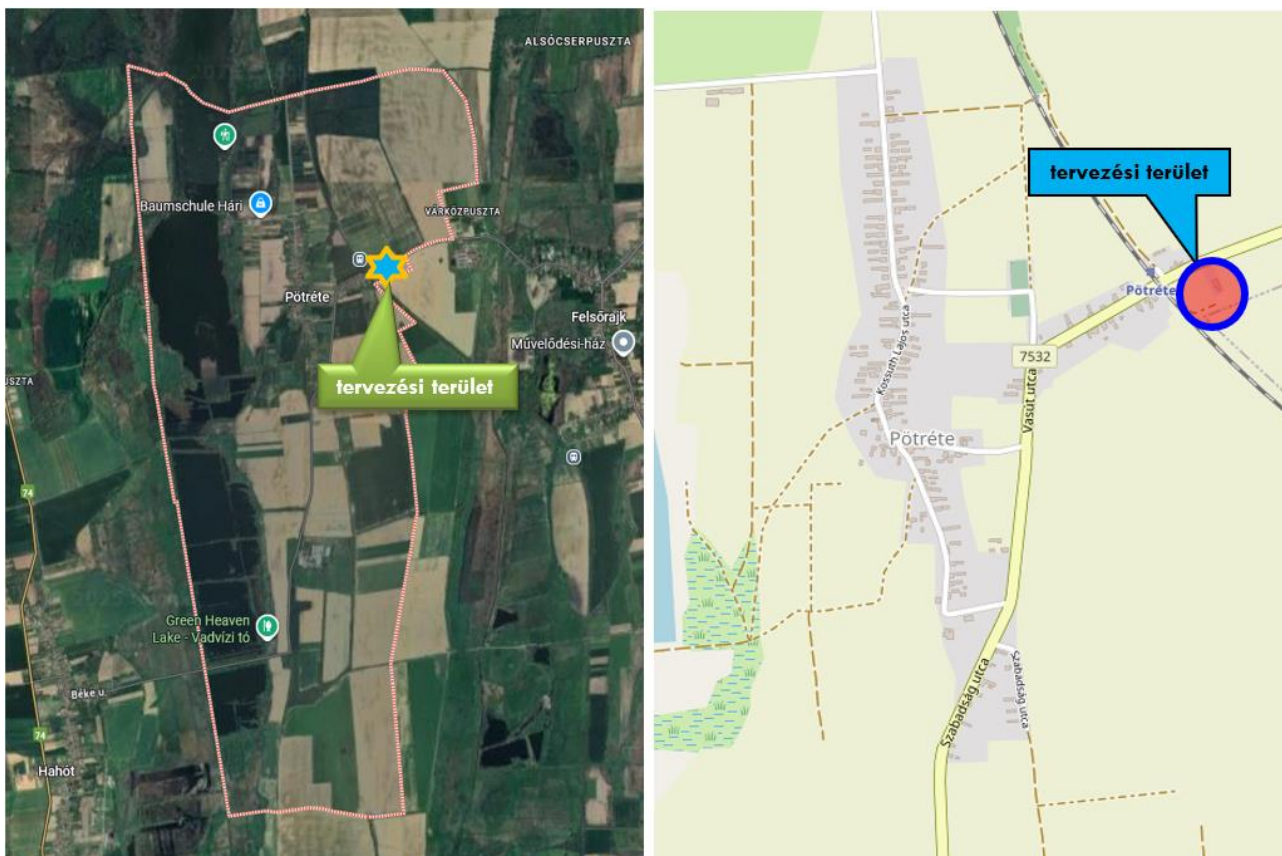 ALSÓCSERPUSZTA
Baumschule Hári
VÁRKÖZPUSZTA
Pötréte
Felsőrajk
Művelődési-ház
tervezési terület
USZTA
74
Green Heaven
Lake - Vadvízi tó
Béke u.
74
Hahót
tervezési terület
Pötréte
Kossuth Lajos utca
7532
Vasút utca
Pötréte
Szabadság utca
Szabadság utca